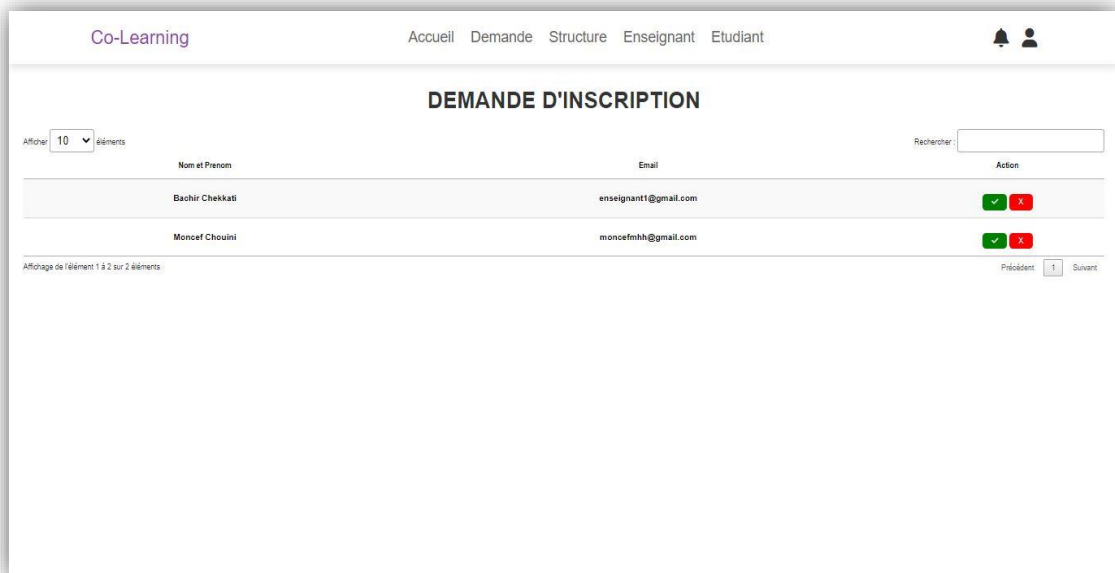 Co-Learning Accueil Demande Structure Enseignant Etudiant
DEMANDE D'INSCRIPTION
Afficher 10 éléments Rechercher :
Nom et Prenom Email Action
Bachir Chekkati enseignant1@gmail.com X
Moncef Chouini moncefmhh@gmail.com X
Affichage de l'élément 1 à 2 sur 2 éléments Précédent 1 Suivant